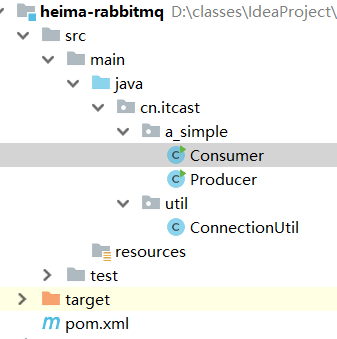 heima-rabbitmq D:\classes\IdeaProject\
src
main
java
cn.itcast
a_simple
Consumer
Producer
util
ConnectionUtil
resources
test
target
pom.xml